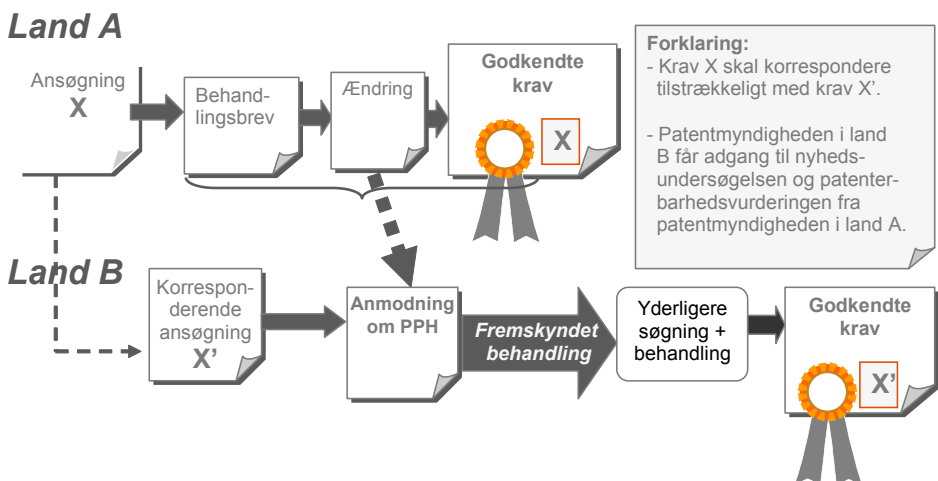 Land A
Ansøgning
X
Behand-
lingsbrev
Ændring
Godkendte
krav
X
Forklaring:
- Krav X skal korrespondere
tilstrækkeligt med krav X’.
- Patentmyndigheden i land
B får adgang til nyheds-
undersøgelsen og patenter-
barhedsvurderingen fra
patentmyndigheden i land A.
Land B
Korrespon-
derende
ansøgning
X’
Anmodning
om PPH
Fremskyndet
behandling
Yderligere
søgning +
behandling
Godkendte
krav
X’